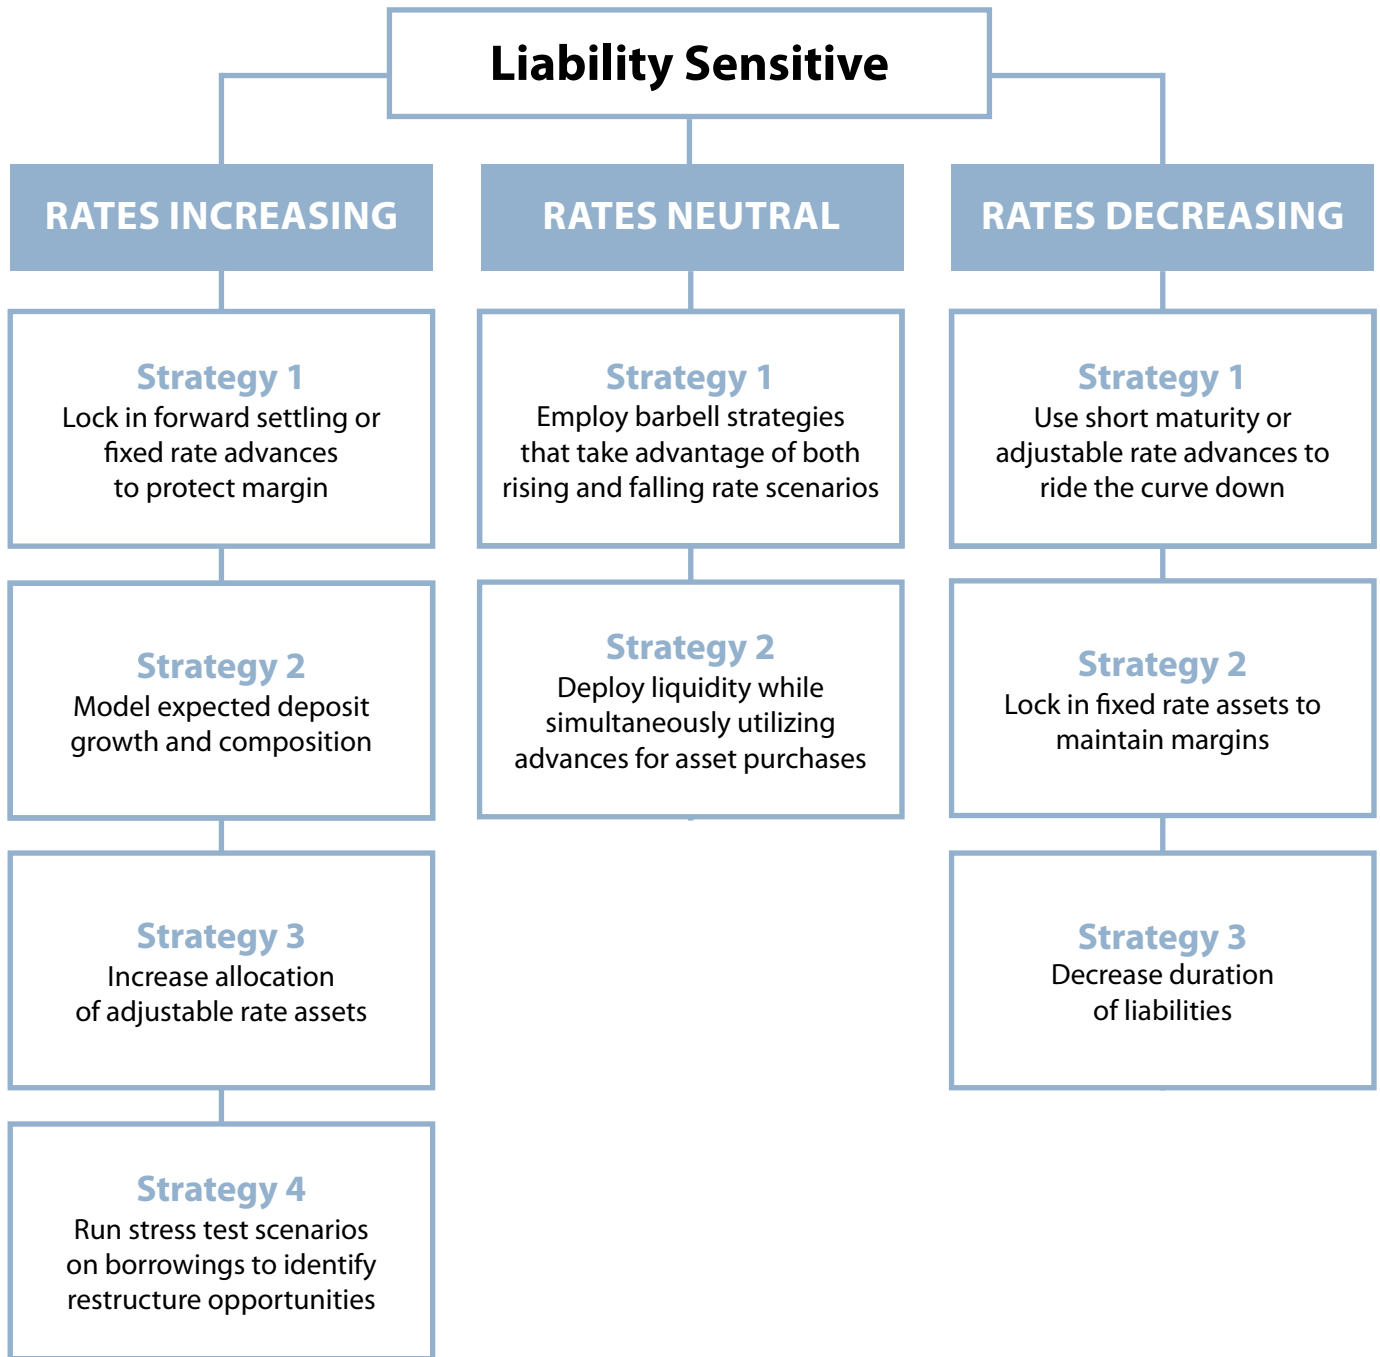 Liability Sensitive
RATES INCREASING
Strategy 1
Lock in forward settling or
fixed rate advances
to protect margin
Strategy 2
Model expected deposit
growth and composition
Strategy 3
Increase allocation
of adjustable rate assets
Strategy 4
Run stress test scenarios
on borrowings to identify
restructure opportunities
RATES NEUTRAL
Strategy 1
Employ barbell strategies
that take advantage of both
rising and falling rate scenarios
Strategy 2
Deploy liquidity while
simultaneously utilizing
advances for asset purchases
RATES DECREASING
Strategy 1
Use short maturity or
adjustable rate advances to
ride the curve down
Strategy 2
Lock in fixed rate assets to
maintain margins
Strategy 3
Decrease duration
of liabilities